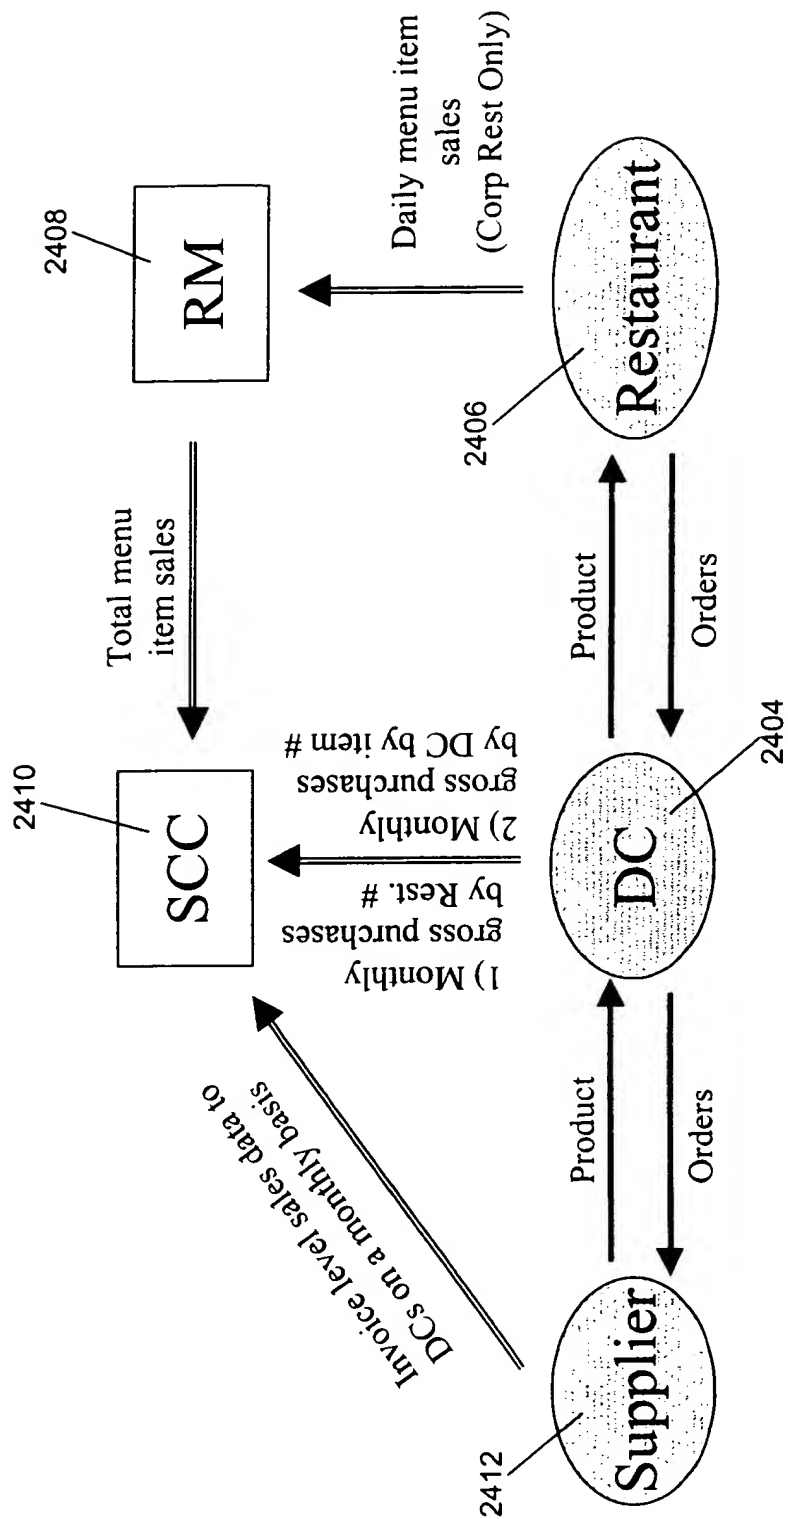 2410
SCC
Total menu
item sales
2408
RM
Invoice level sales data to
DCs on a monthly basis
1) Monthly
gross purchases
by Rest. #
2) Monthly
gross purchases
by DC by item #
Daily menu item
sales
(Corp Rest Only)
2412
Supplier
Product
Orders
DC
2404
Product
Orders
2406
Restaurant